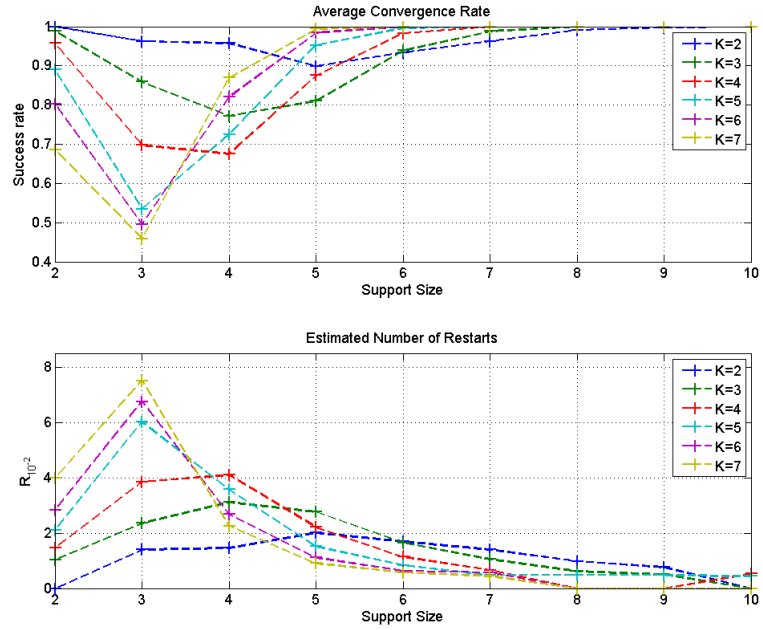 Average Convergence Rate
Success rate
1
0.9
0.8
0.7
0.6
0.5
0.4
2 3 4 5 6 7 8 9 10
Support Size
K=2
K=3
K=4
K=5
K=6
K=7
Estimated Number of Restarts
R_{10^{-2}}
8
6
4
2
0
2 3 4 5 6 7 8 9 10
Support Size
K=2
K=3
K=4
K=5
K=6
K=7